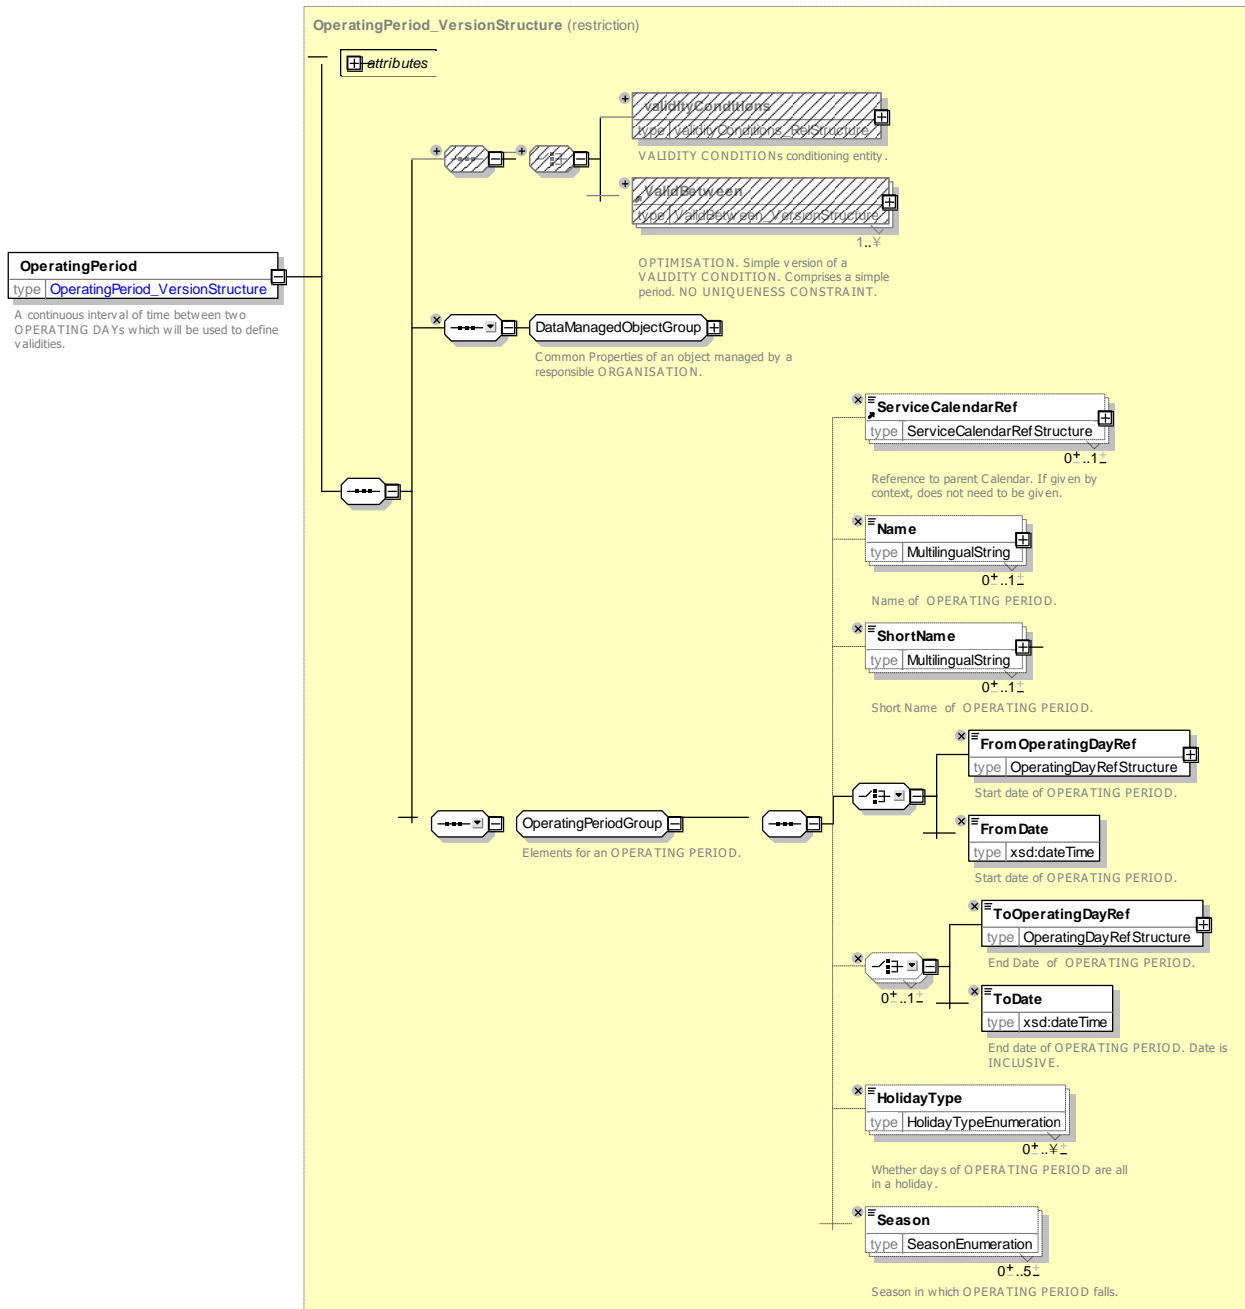 OperatingPeriod_VersionStructure (restriction)
attributes
validityConditions
type validityConditions_RelStructure
VALIDITY CONDITIONs conditioning entity.
ValidBetween
type ValidBetween_VersionStructure
1..¥
OPTIMISATION. Simple version of a
VALIDITY CONDITION. Comprises a simple
period. NO UNIQUENESS CONSTRAINT.
OperatingPeriod
type OperatingPeriod_VersionStructure
A continuous interval of time between two
OPERATING DAYs which will be used to define
validities.
DataManagedObjectGroup
Common Properties of an object managed by a
responsible ORGANISATION.
ServiceCalendarRef
type ServiceCalendarRefStructure
0..1
Reference to parent Calendar. If given by
context, does not need to be given.
Name
type MultilingualString
0..1
Name of OPERATING PERIOD.
ShortName
type MultilingualString
0..1
Short Name of OPERATING PERIOD.
FromOperatingDayRef
type OperatingDayRefStructure
Start date of OPERATING PERIOD.
OperatingPeriodGroup
Elements for an OPERATING PERIOD.
FromDate
type xsd:dateTime
Start date of OPERATING PERIOD.
ToOperatingDayRef
type OperatingDayRefStructure
End Date of OPERATING PERIOD.
0..1
ToDate
type xsd:dateTime
End date of OPERATING PERIOD. Date is
INCLUSIVE.
HolidayType
type HolidayTypeEnumeration
0..¥
Whether days of OPERATING PERIOD are all
in a holiday.
Season
type SeasonEnumeration
0..5
Season in which OPERATING PERIOD falls.